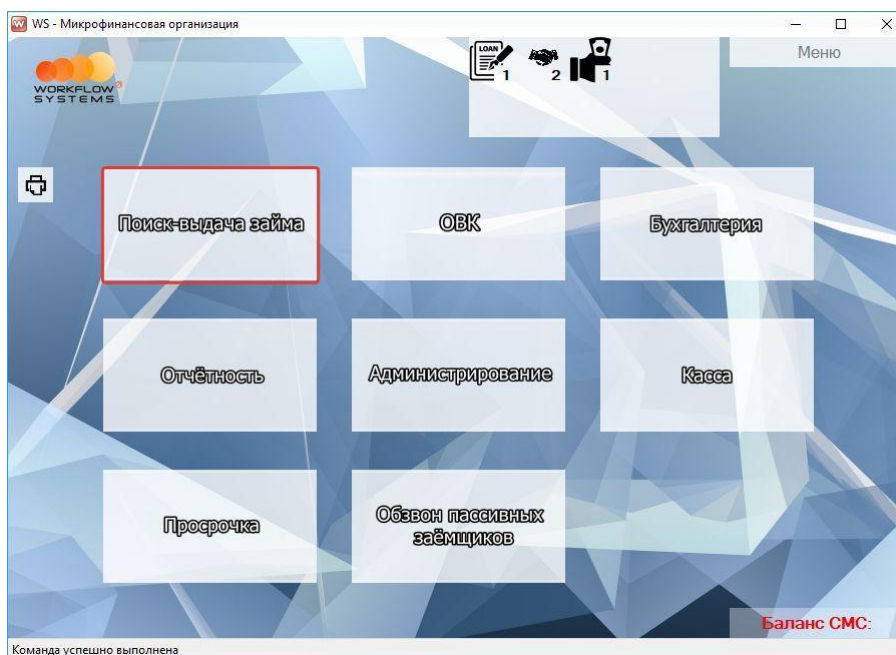 WS - Микрофинансовая организация
Меню
LOAN
1
2
1
WORKFLOW
SYSTEMS
Поиск-выдача займа
ОВК
Бухгалтерия
Отчётность
Администрирование
Касса
Просрочка
Обзвон пассивных
заёмщиков
Баланс СМС:
Команда успешно выполнена